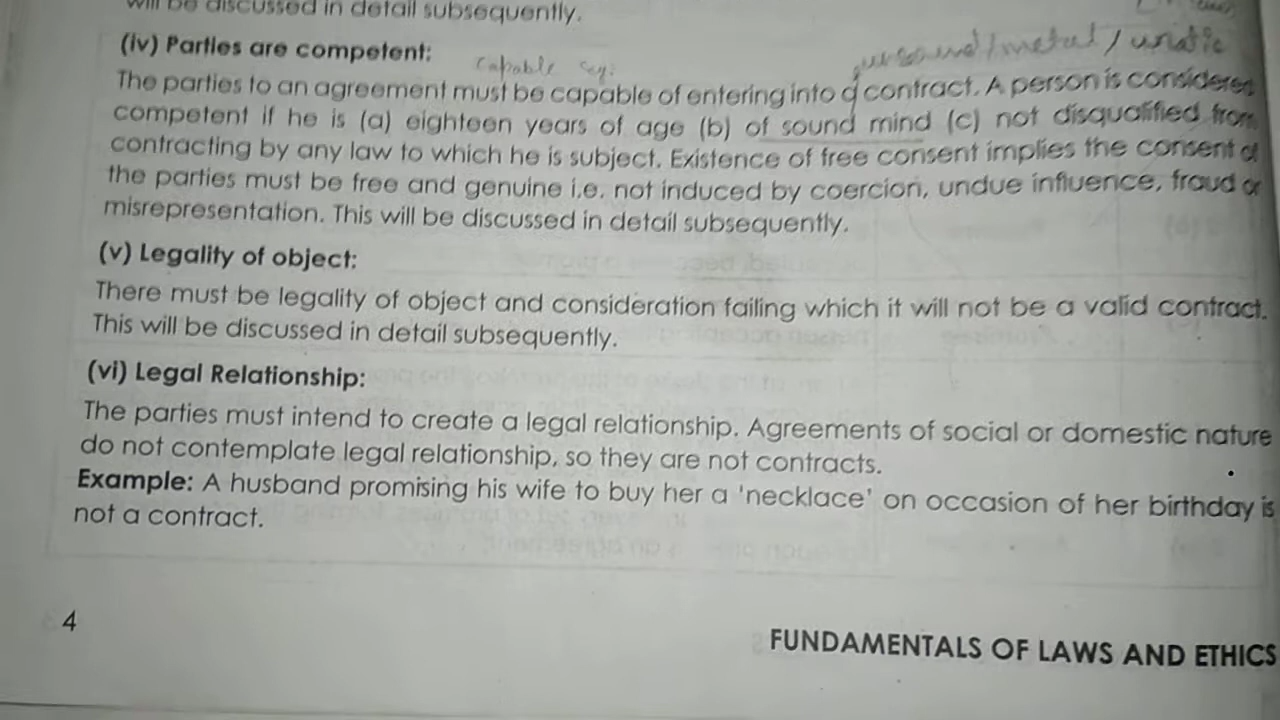 will be discussed in detail subsequently.
(iv) Parties are competent:
capable
The parties to an agreement must be capable of entering into a contract. A person is considered
competent if he is (a) eighteen years of age (b) of sound mind (c) not disqualified from
contracting by any law to which he is subject. Existence of free consent implies the consent of
the parties must be free and genuine i.e. not induced by coercion, undue influence, fraud or
misrepresentation. This will be discussed in detail subsequently.
(v) Legality of object:
There must be legality of object and consideration failing which it will not be a valid contract.
This will be discussed in detail subsequently.
(vi) Legal Relationship:
The parties must intend to create a legal relationship. Agreements of social or domestic nature
do not contemplate legal relationship, so they are not contracts.
Example: A husband promising his wife to buy her a 'necklace' on occasion of her birthday is
not a contract.
4
FUNDAMENTALS OF LAWS AND ETHICS